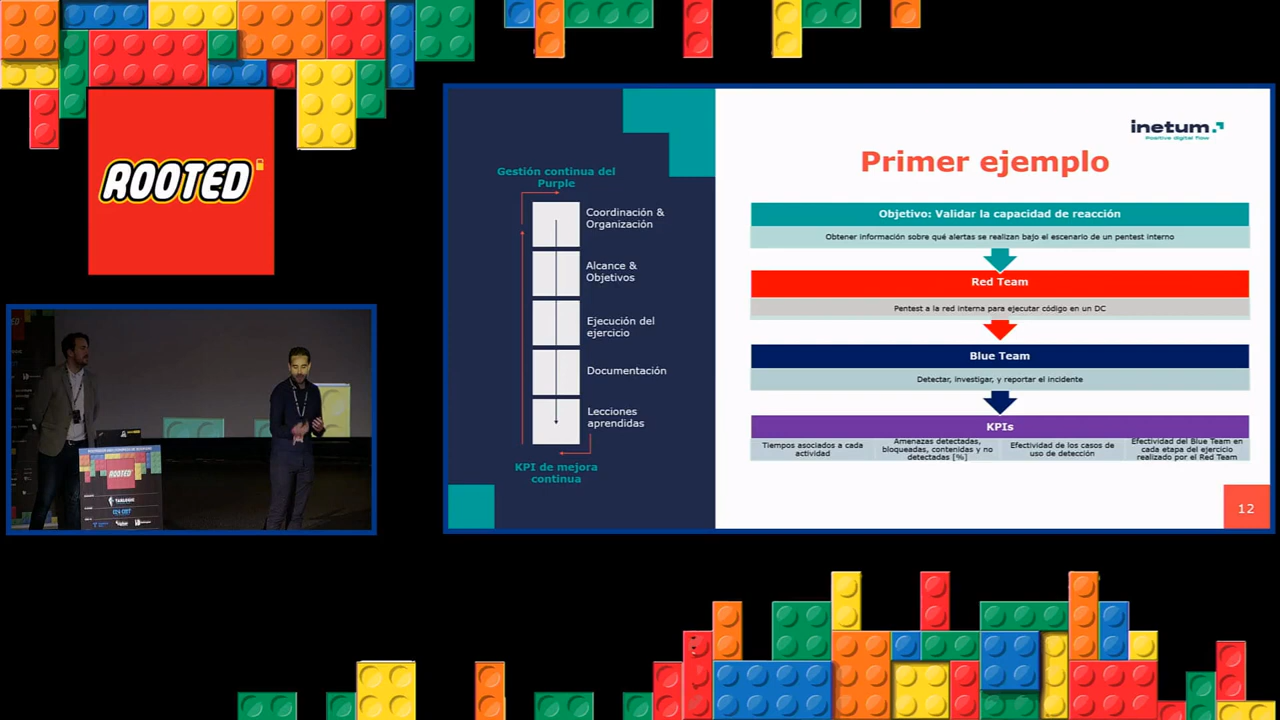 ROOTED
Gestión continua del
Purple
Coordinación &
Organización
Alcance &
Objetivos
Ejecución del
ejercicio
Documentación
Lecciones
aprendidas
KPI de mejora
continua
inetum.
Positive digital flow
Primer ejemplo
Objetivo: Validar la capacidad de reacción
Obtener información sobre qué alertas se realizan bajo el escenario de un pentest interno
Red Team
Pentest a la red interna para ejecutar código en un DC
Blue Team
Detectar, investigar, y reportar el incidente
KPIs
Tiempos asociados a cada
actividad
Amenazas detectadas,
bloqueadas, contenidas y no
detectadas [%]
Efectividad de los casos de
uso de detección
Efectividad del Blue Team en
cada etapa del ejercicio
realizado por el Red Team
12
ROOTED
TARLOGIC